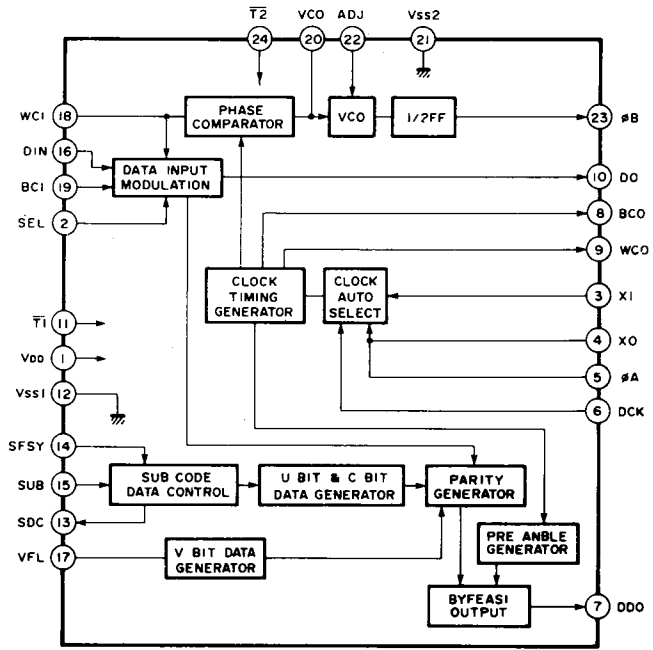 T2 VCO ADJ Vss2
24 20 22 21
WCI 18
PHASE
COMPARATOR
VCO
1/2FF
23 øB
DIN 16
DATA INPUT
MODULATION
10 DO
BCI 19
8 BCO
SEL 2
9 WCO
CLOCK
TIMING
GENERATOR
CLOCK
AUTO
SELECT
3 XI
T1 11
4 XO
VDD 1
5 øA
Vss1 12
6 DCK
SFSY 14
SUB 15
SUB CODE
DATA CONTROL
U BIT & C BIT
DATA GENERATOR
PARITY
GENERATOR
SDC 13
PRE ANBLE
GENERATOR
VFL 17
V BIT DATA
GENERATOR
BYFEASI
OUTPUT
7 DDO